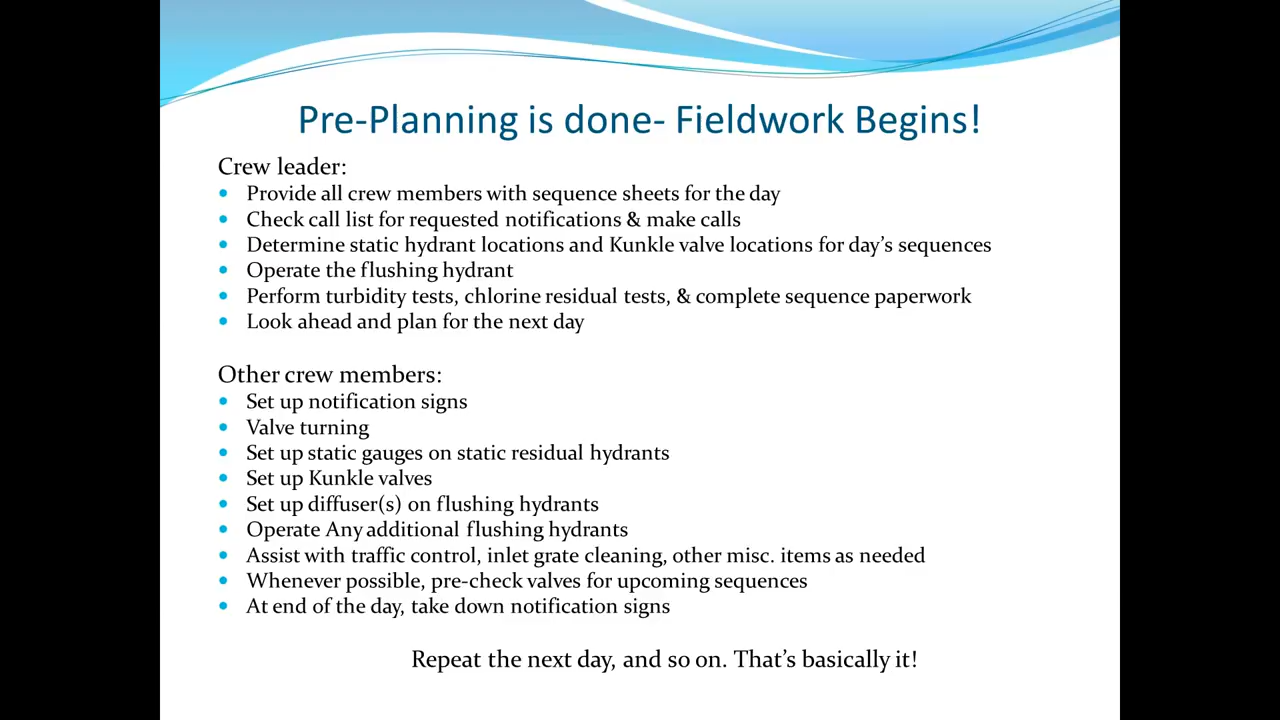 Pre-Planning is done- Fieldwork Begins!
Crew leader:
• Provide all crew members with sequence sheets for the day
• Check call list for requested notifications & make calls
• Determine static hydrant locations and Kunkle valve locations for day's sequences
• Operate the flushing hydrant
• Perform turbidity tests, chlorine residual tests, & complete sequence paperwork
• Look ahead and plan for the next day
Other crew members:
• Set up notification signs
• Valve turning
• Set up static gauges on static residual hydrants
• Set up Kunkle valves
• Set up diffuser(s) on flushing hydrants
• Operate Any additional flushing hydrants
• Assist with traffic control, inlet grate cleaning, other misc. items as needed
• Whenever possible, pre-check valves for upcoming sequences
• At end of the day, take down notification signs
Repeat the next day, and so on. That's basically it!